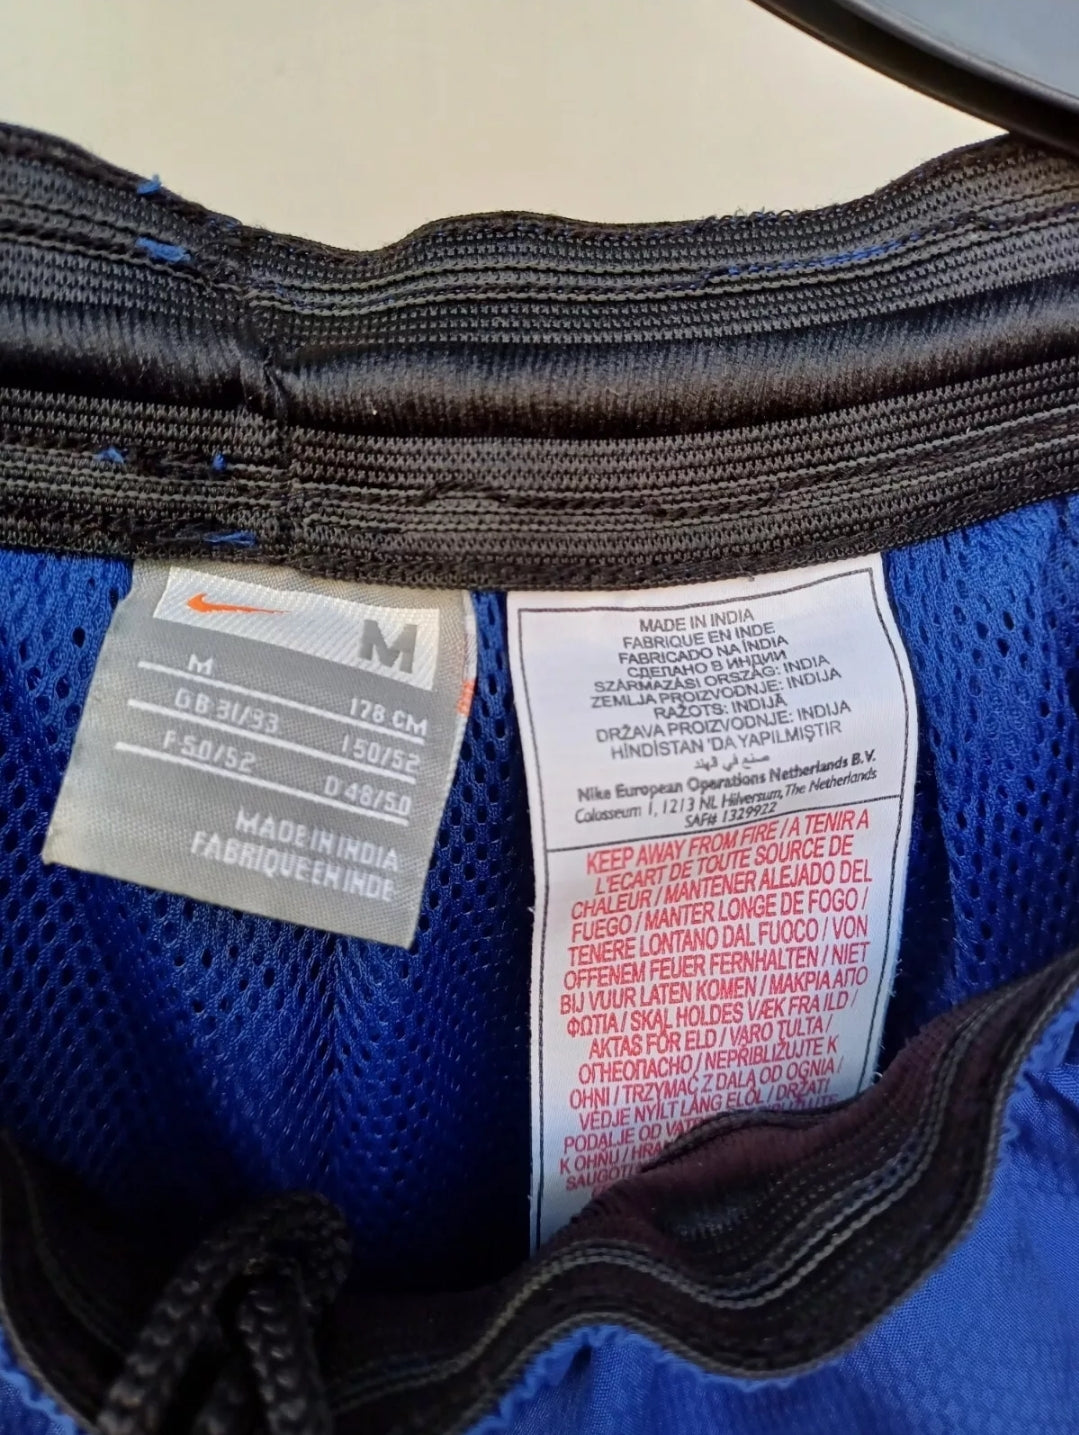 M
M 178 CM
GB 31/33 I 50/52
F 50/52 D 48/50
MADE IN INDIA
FABRIQUE EN INDE
MADE IN INDIA
FABRIQUE EN INDE
FABRICADO NA ÍNDIA
СДЕЛАНО В ИНДИИ
SZÁRMAZÁSI ORSZÁG: INDIA
ZEMLJA PROIZVODNJE: INDIJA
RAŽOTS: INDIJĀ
DRŽAVA PROIZVODNJE: INDIJA
HİNDİSTAN'DA YAPILMIŞTIR
صنع في الهند
Nike European Operations Netherlands B.V.
Colosseum 1, 1213 NL Hilversum, The Netherlands
SAF# 1329922
KEEP AWAY FROM FIRE / A TENIR A
L'ECART DE TOUTE SOURCE DE
CHALEUR / MANTENER ALEJADO DEL
FUEGO / MANTER LONGE DE FOGO /
TENERE LONTANO DAL FUOCO / VON
OFFENEM FEUER FERNHALTEN / NIET
BIJ VUUR LATEN KOMEN / ΜΑΚΡΙΑ ΑΠΟ
ΦΩΤΙΑ / SKAL HOLDES VÆK FRA ILD /
AKTAS FÖR ELD / VARO TULTA /
ОГНЕОПАСНО / NEPŘIBLIŽUJTE K
OHNI / TRZYMAĆ Z DALA OD OGNIA /
VÉDJE NYÍLT LÁNG ELŐL / DRŽATI
PODALJE OD
K OHŇU